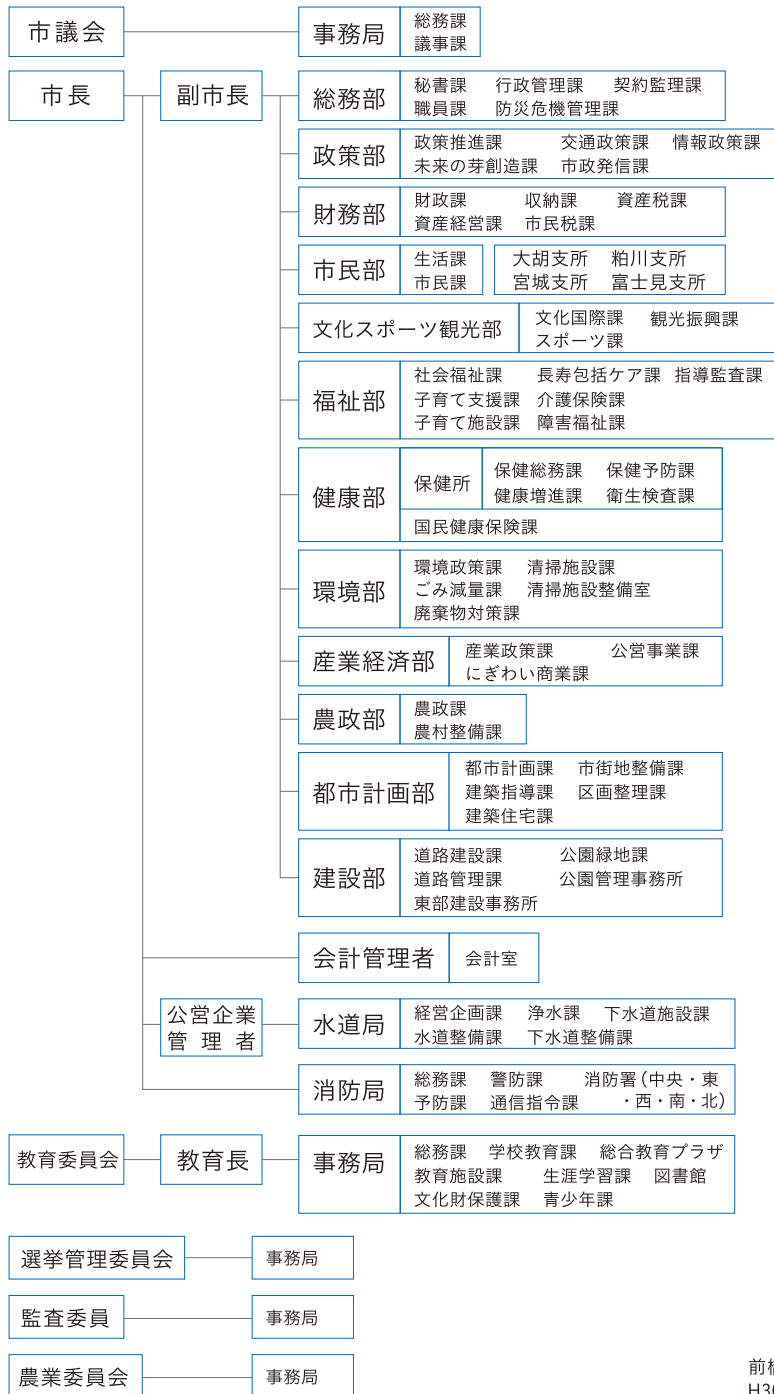 市議会
事務局
総務課
議事課
市長
副市長
総務部
秘書課 行政管理課 契約監理課
職員課 防災危機管理課
政策部
政策推進課 交通政策課 情報政策課
未来の芽創造課 市政発信課
財務部
財政課 収納課 資産税課
資産経営課 市民税課
市民部
生活課
市民課
大胡支所 粕川支所
宮城支所 富士見支所
文化スポーツ観光部
文化国際課 観光振興課
スポーツ課
福祉部
社会福祉課 長寿包括ケア課 指導監査課
子育て支援課 介護保険課
子育て施設課 障害福祉課
健康部
保健所
保健総務課 保健予防課
健康増進課 衛生検査課
国民健康保険課
環境部
環境政策課 清掃施設課
ごみ減量課 清掃施設整備室
廃棄物対策課
産業経済部
産業政策課 公営事業課
にぎわい商業課
農政部
農政課
農村整備課
都市計画部
都市計画課 市街地整備課
建築指導課 区画整理課
建築住宅課
建設部
道路建設課 公園緑地課
道路管理課 公園管理事務所
東部建設事務所
会計管理者
会計室
公営企業
管理者
水道局
経営企画課 浄水課 下水道施設課
水道整備課 下水道整備課
消防局
総務課 警防課 消防署(中央・東
予防課 通信指令課 ・西・南・北)
教育委員会
教育長
事務局
総務課 学校教育課 総合教育プラザ
教育施設課 生涯学習課 図書館
文化財保護課 青少年課
選挙管理委員会
事務局
監査委員
事務局
農業委員会
事務局
前